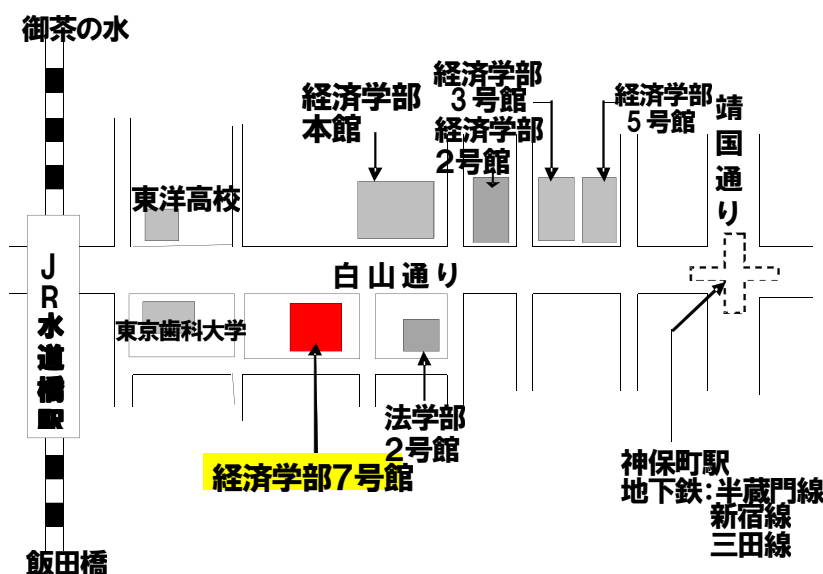 御茶の水
経済学部
3号館
経済学部
本館
経済学部
2号館
経済学部
5号館
靖国通り
東洋高校
白山通り
JR水道橋駅
東京歯科大学
法学部
2号館
経済学部7号館
神保町駅
地下鉄：半蔵門線
新宿線
三田線
飯田橋